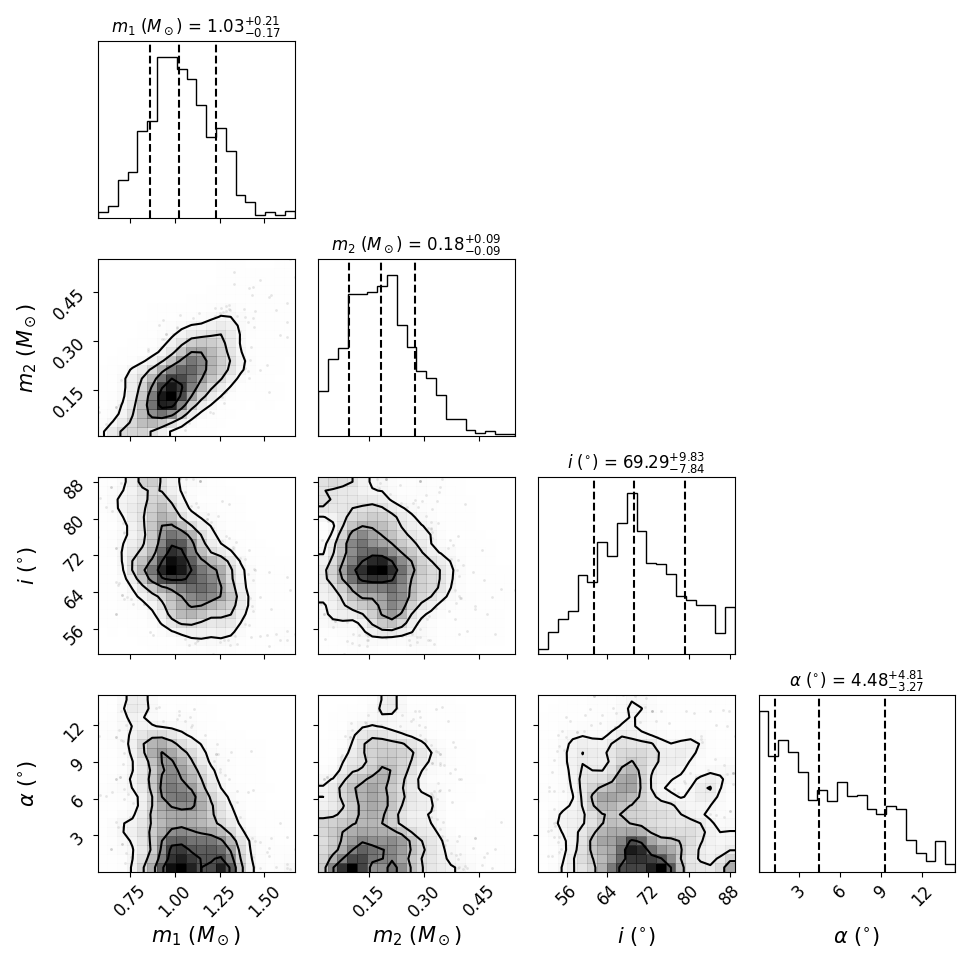 m₁ (M⊙) = 1.03 +0.21 −0.17
m₂ (M⊙) = 0.18 +0.09 −0.09
m₂ (M⊙)
0.45
0.30
0.15
i (°) = 69.29 +9.83 −7.84
i (°)
88
80
72
64
56
α (°) = 4.48 +4.81 −3.27
α (°)
12
9
6
3
0.75 1.00 1.25 1.50
0.15 0.30 0.45
56 64 72 80 88
3 6 9 12
m₁ (M⊙) m₂ (M⊙) i (°) α (°)